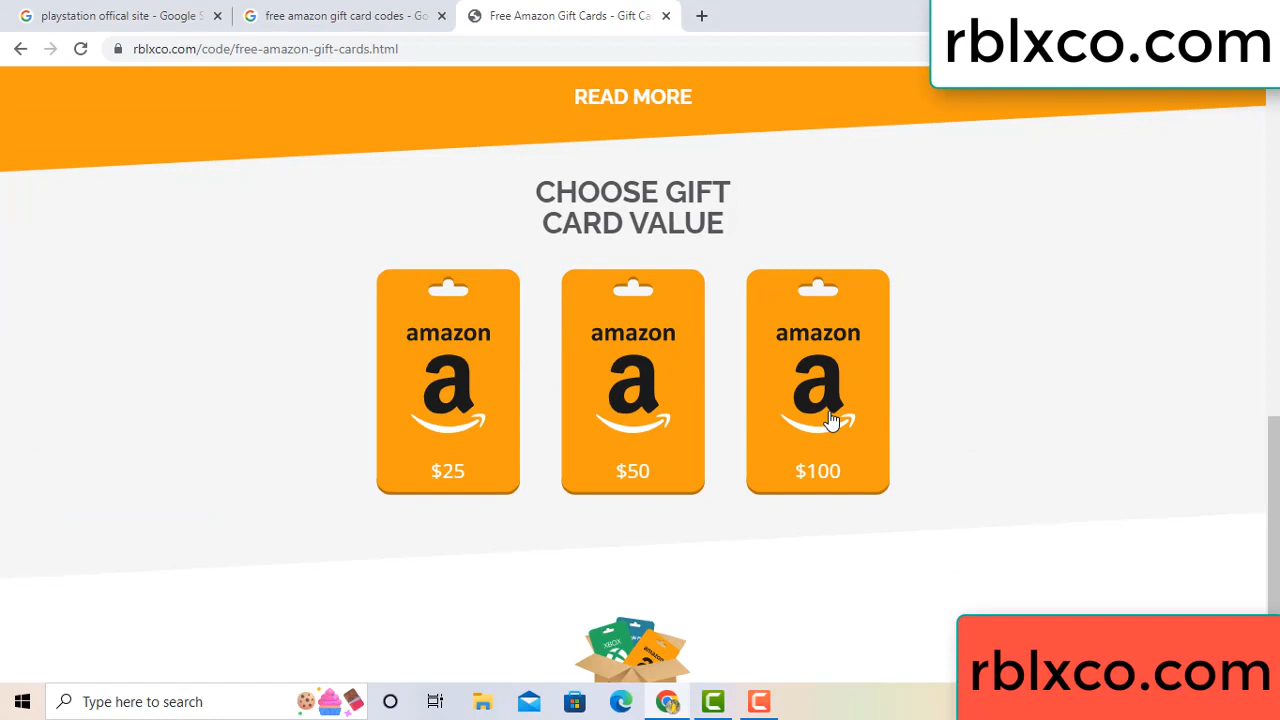 playstation offical site - Google S
free amazon gift card codes - Go
Free Amazon Gift Cards - Gift Ca
rblxco.com/code/free-amazon-gift-cards.html
rblxco.com
READ MORE
CHOOSE GIFT
CARD VALUE
amazon
a
$25
amazon
a
$50
amazon
a
$100
XBOX
amazon
rblxco.com
Type here to search